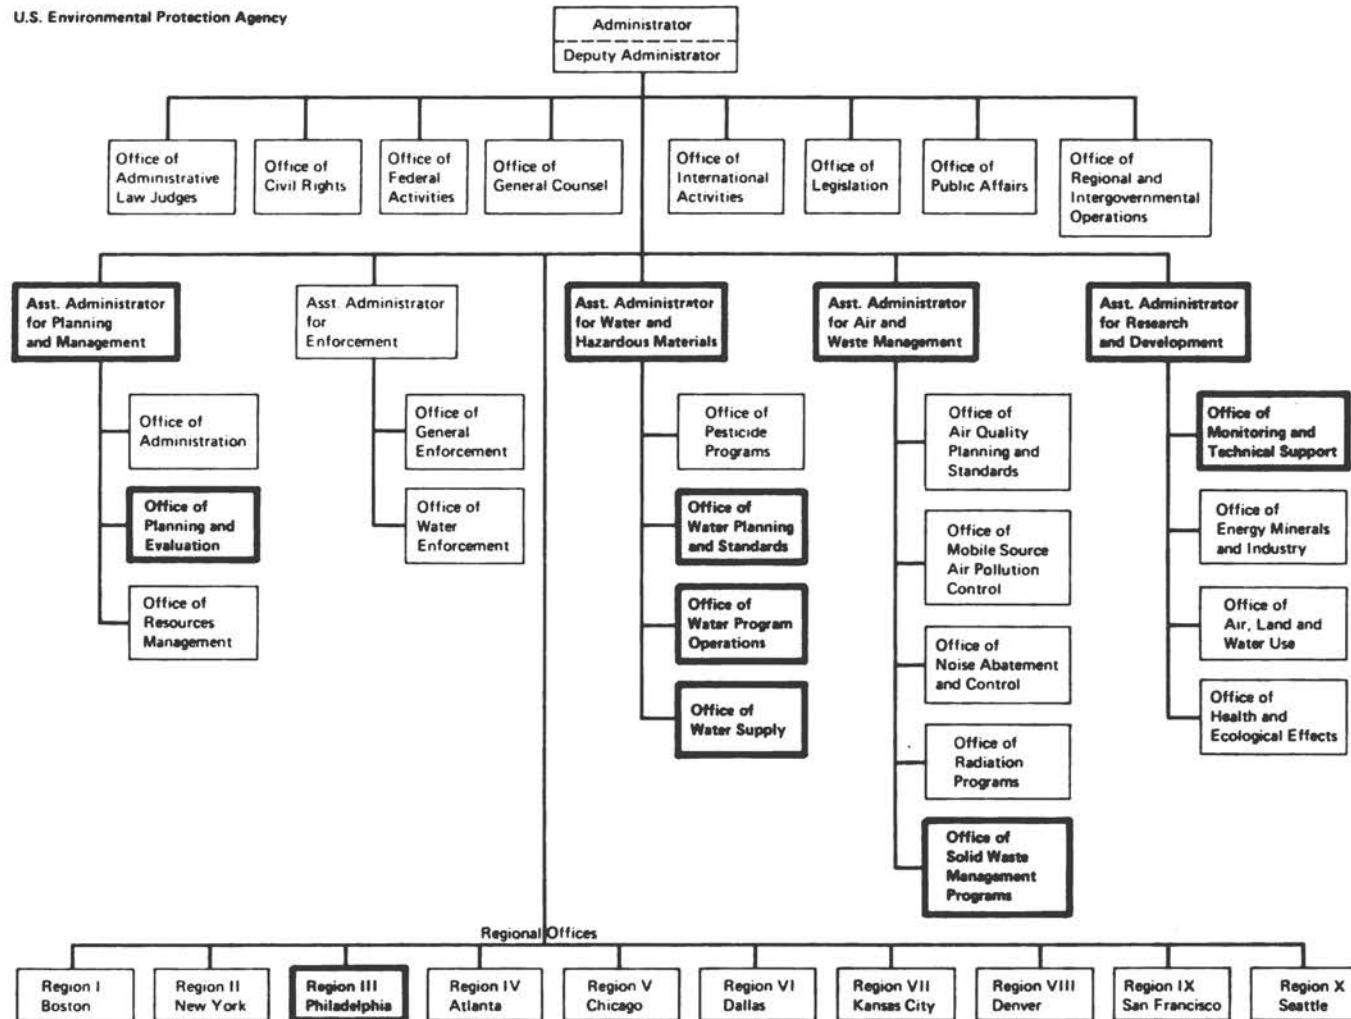 U.S. Environmental Protection Agency
Administrator
Deputy Administrator
Office of
Administrative
Law Judges
Office of
Civil Rights
Office of
Federal
Activities
Office of
General Counsel
Office of
International
Activities
Office of
Legislation
Office of
Public Affairs
Office of
Regional and
Intergovernmental
Operations
Asst. Administrator
for Planning
and Management
Asst. Administrator
for
Enforcement
Asst. Administrator
for Water and
Hazardous Materials
Asst. Administrator
for Air and
Waste Management
Asst. Administrator
for Research
and Development
Office of
Administration
Office of
Planning and
Evaluation
Office of
Resources
Management
Office of
General
Enforcement
Office of
Water
Enforcement
Office of
Pesticide
Programs
Office of
Water Planning
and Standards
Office of
Water Program
Operations
Office of
Water Supply
Office of
Air Quality
Planning and
Standards
Office of
Mobile Source
Air Pollution
Control
Office of
Noise Abatement
and Control
Office of
Radiation
Programs
Office of
Solid Waste
Management
Programs
Office of
Monitoring and
Technical Support
Office of
Energy Minerals
and Industry
Office of
Air, Land and
Water Use
Office of
Health and
Ecological Effects
Regional Offices
Region I
Boston
Region II
New York
Region III
Philadelphia
Region IV
Atlanta
Region V
Chicago
Region VI
Dallas
Region VII
Kansas City
Region VIII
Denver
Region IX
San Francisco
Region X
Seattle